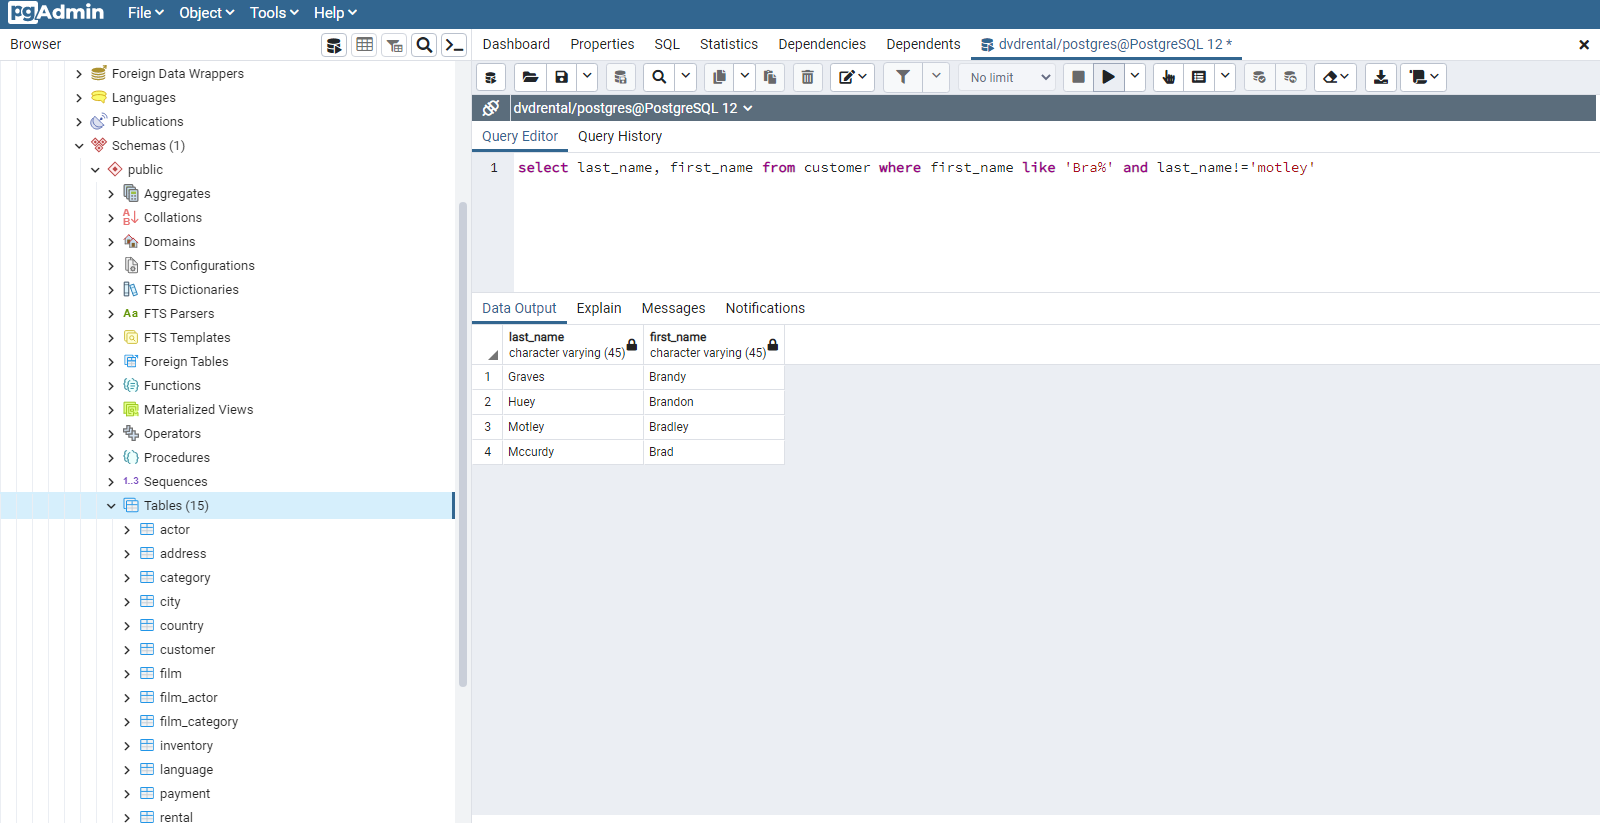 pgAdmin File Object Tools Help
Browser
Dashboard Properties SQL Statistics Dependencies Dependents dvdrental/postgres@PostgreSQL 12 *
No limit
dvdrental/postgres@PostgreSQL 12
Query Editor Query History
1 select last_name, first_name from customer where first_name like 'Bra%' and last_name!='motley'
Data Output Explain Messages Notifications
last_name first_name
character varying (45) character varying (45)
1 Graves Brandy
2 Huey Brandon
3 Motley Bradley
4 Mccurdy Brad
Foreign Data Wrappers
Languages
Publications
Schemas (1)
public
Aggregates
Collations
Domains
FTS Configurations
FTS Dictionaries
Aa FTS Parsers
FTS Templates
Foreign Tables
Functions
Materialized Views
Operators
Procedures
1..3 Sequences
Tables (15)
actor
address
category
city
country
customer
film
film_actor
film_category
inventory
language
payment
rental